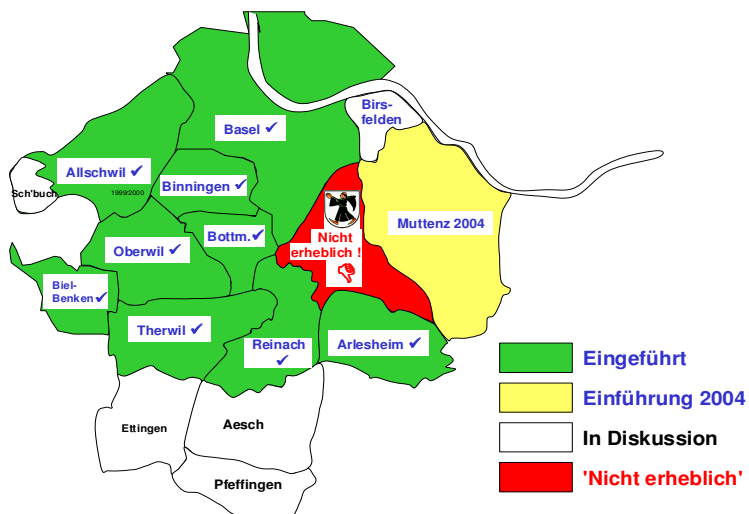 Birs-
felden
Basel ✓
Allschwil ✓
1999/2000
Sch'buch
Binningen ✓
Muttenz 2004
Bottm. ✓
Nicht
erheblich !
Oberwil ✓
Biel-
Benken ✓
Therwil ✓
Reinach
✓
Arlesheim ✓
Ettingen
Aesch
Pfeffingen
Eingeführt
Einführung 2004
In Diskussion
'Nicht erheblich'